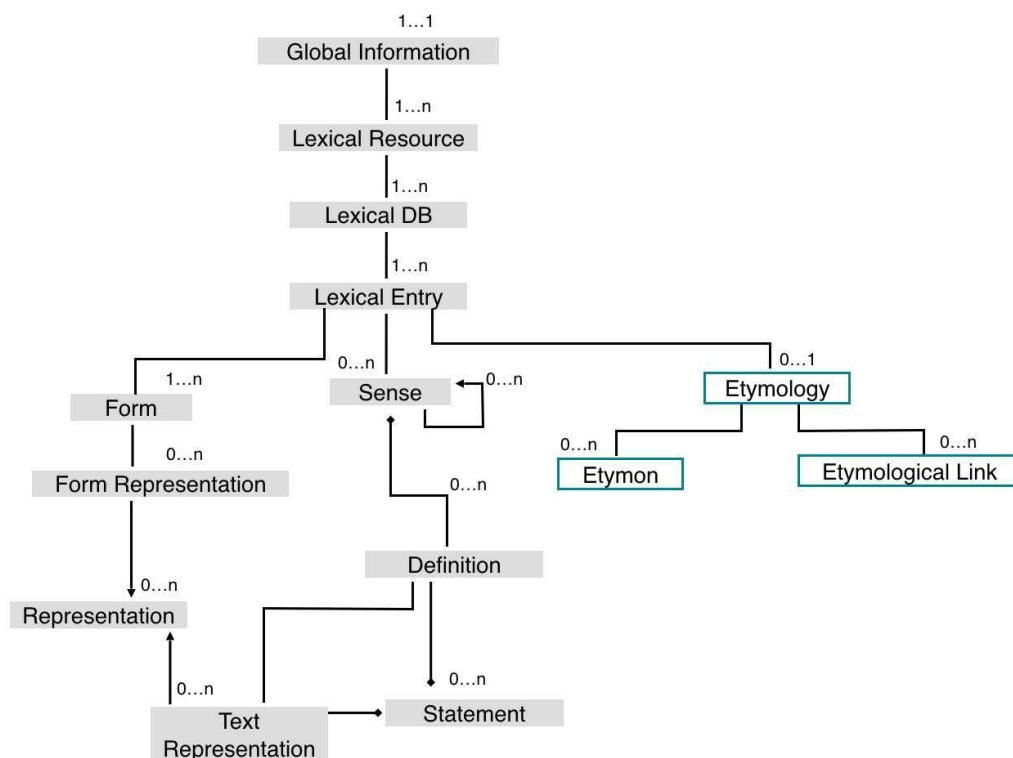 1…1
Global Information
1…n
Lexical Resource
1…n
Lexical DB
1…n
Lexical Entry
0…n
0…1
1…n
Sense
0…n
Etymology
Form
0…n
0…n
0…n
0…n
Etymon
Etymological Link
Form Representation
0…n
Definition
0…n
Representation
0…n
0…n
Text
Representation
Statement